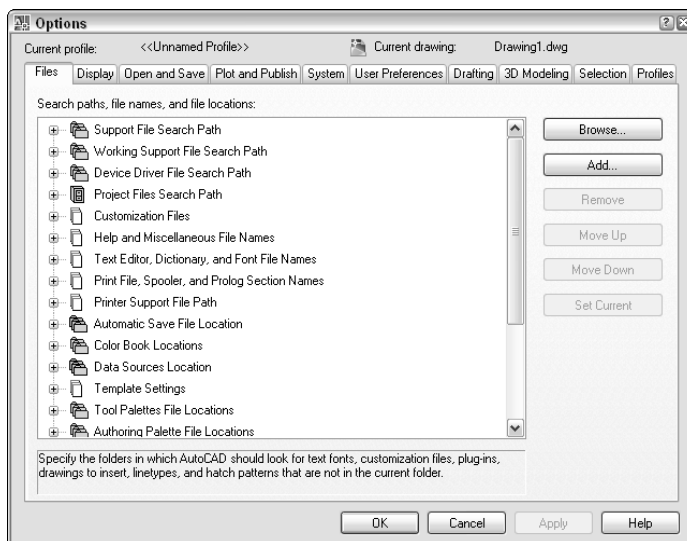 Options
Current profile: <<Unnamed Profile>> Current drawing: Drawing1.dwg
Files Display Open and Save Plot and Publish System User Preferences Drafting 3D Modeling Selection Profiles
Search paths, file names, and file locations:
Support File Search Path
Working Support File Search Path
Device Driver File Search Path
Project Files Search Path
Customization Files
Help and Miscellaneous File Names
Text Editor, Dictionary, and Font File Names
Print File, Spooler, and Prolog Section Names
Printer Support File Path
Automatic Save File Location
Color Book Locations
Data Sources Location
Template Settings
Tool Palettes File Locations
Authoring Palette File Locations
Browse...
Add...
Remove
Move Up
Move Down
Set Current
Specify the folders in which AutoCAD should look for text fonts, customization files, plug-ins,
drawings to insert, linetypes, and hatch patterns that are not in the current folder.
OK Cancel Apply Help